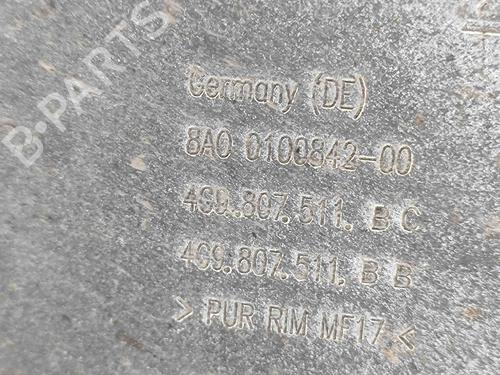 B-PARTS
Germany (DE)
8A0 0100842-00
4G9.807.511. B C
4G9.807.511. B B
> PUR RIM MF17 <